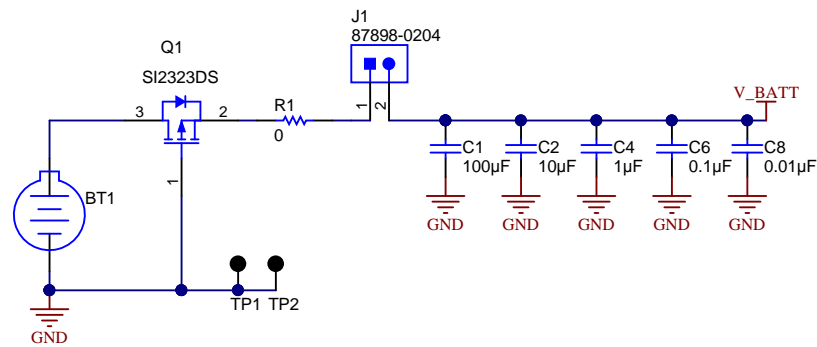 J1
87898-0204
Q1
SI2323DS
3
2
R1
0
1
2
V_BATT
C1
100µF
C2
10µF
C4
1µF
C6
0.1µF
C8
0.01µF
1
BT1
GND
GND
GND
GND
GND
TP1
TP2
GND